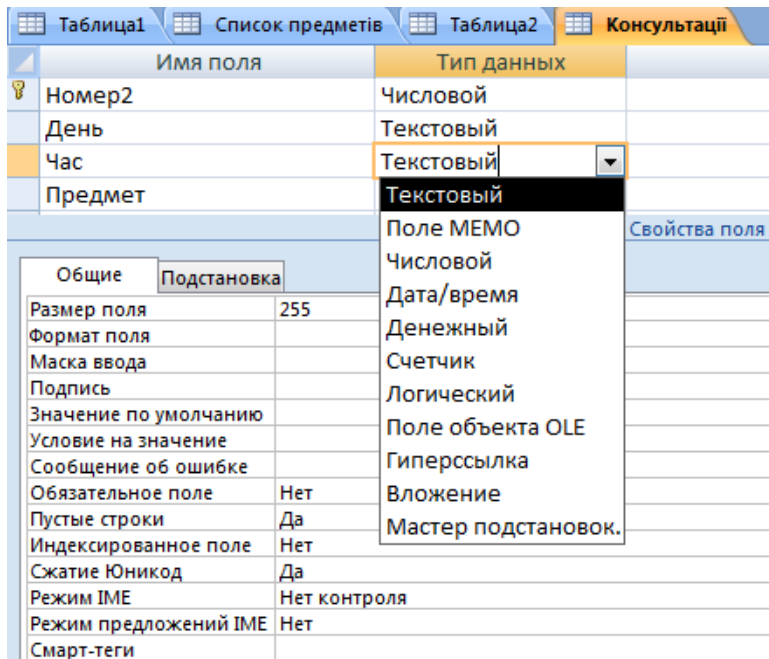 Таблица1 Список предметів Таблица2 Консультації
Имя поля Тип данных
Номер2 Числовой
День Текстовый
Час Текстовый
Предмет
Текстовый
Поле МЕМО
Числовой
Дата/время
Денежный
Счетчик
Логический
Поле объекта OLE
Гиперссылка
Вложение
Мастер подстановок.
Свойства поля
Общие Подстановка
Размер поля 255
Формат поля
Маска ввода
Подпись
Значение по умолчанию
Условие на значение
Сообщение об ошибке
Обязательное поле Нет
Пустые строки Да
Индексированное поле Нет
Сжатие Юникод Да
Режим IME Нет контроля
Режим предложений IME Нет
Смарт-теги